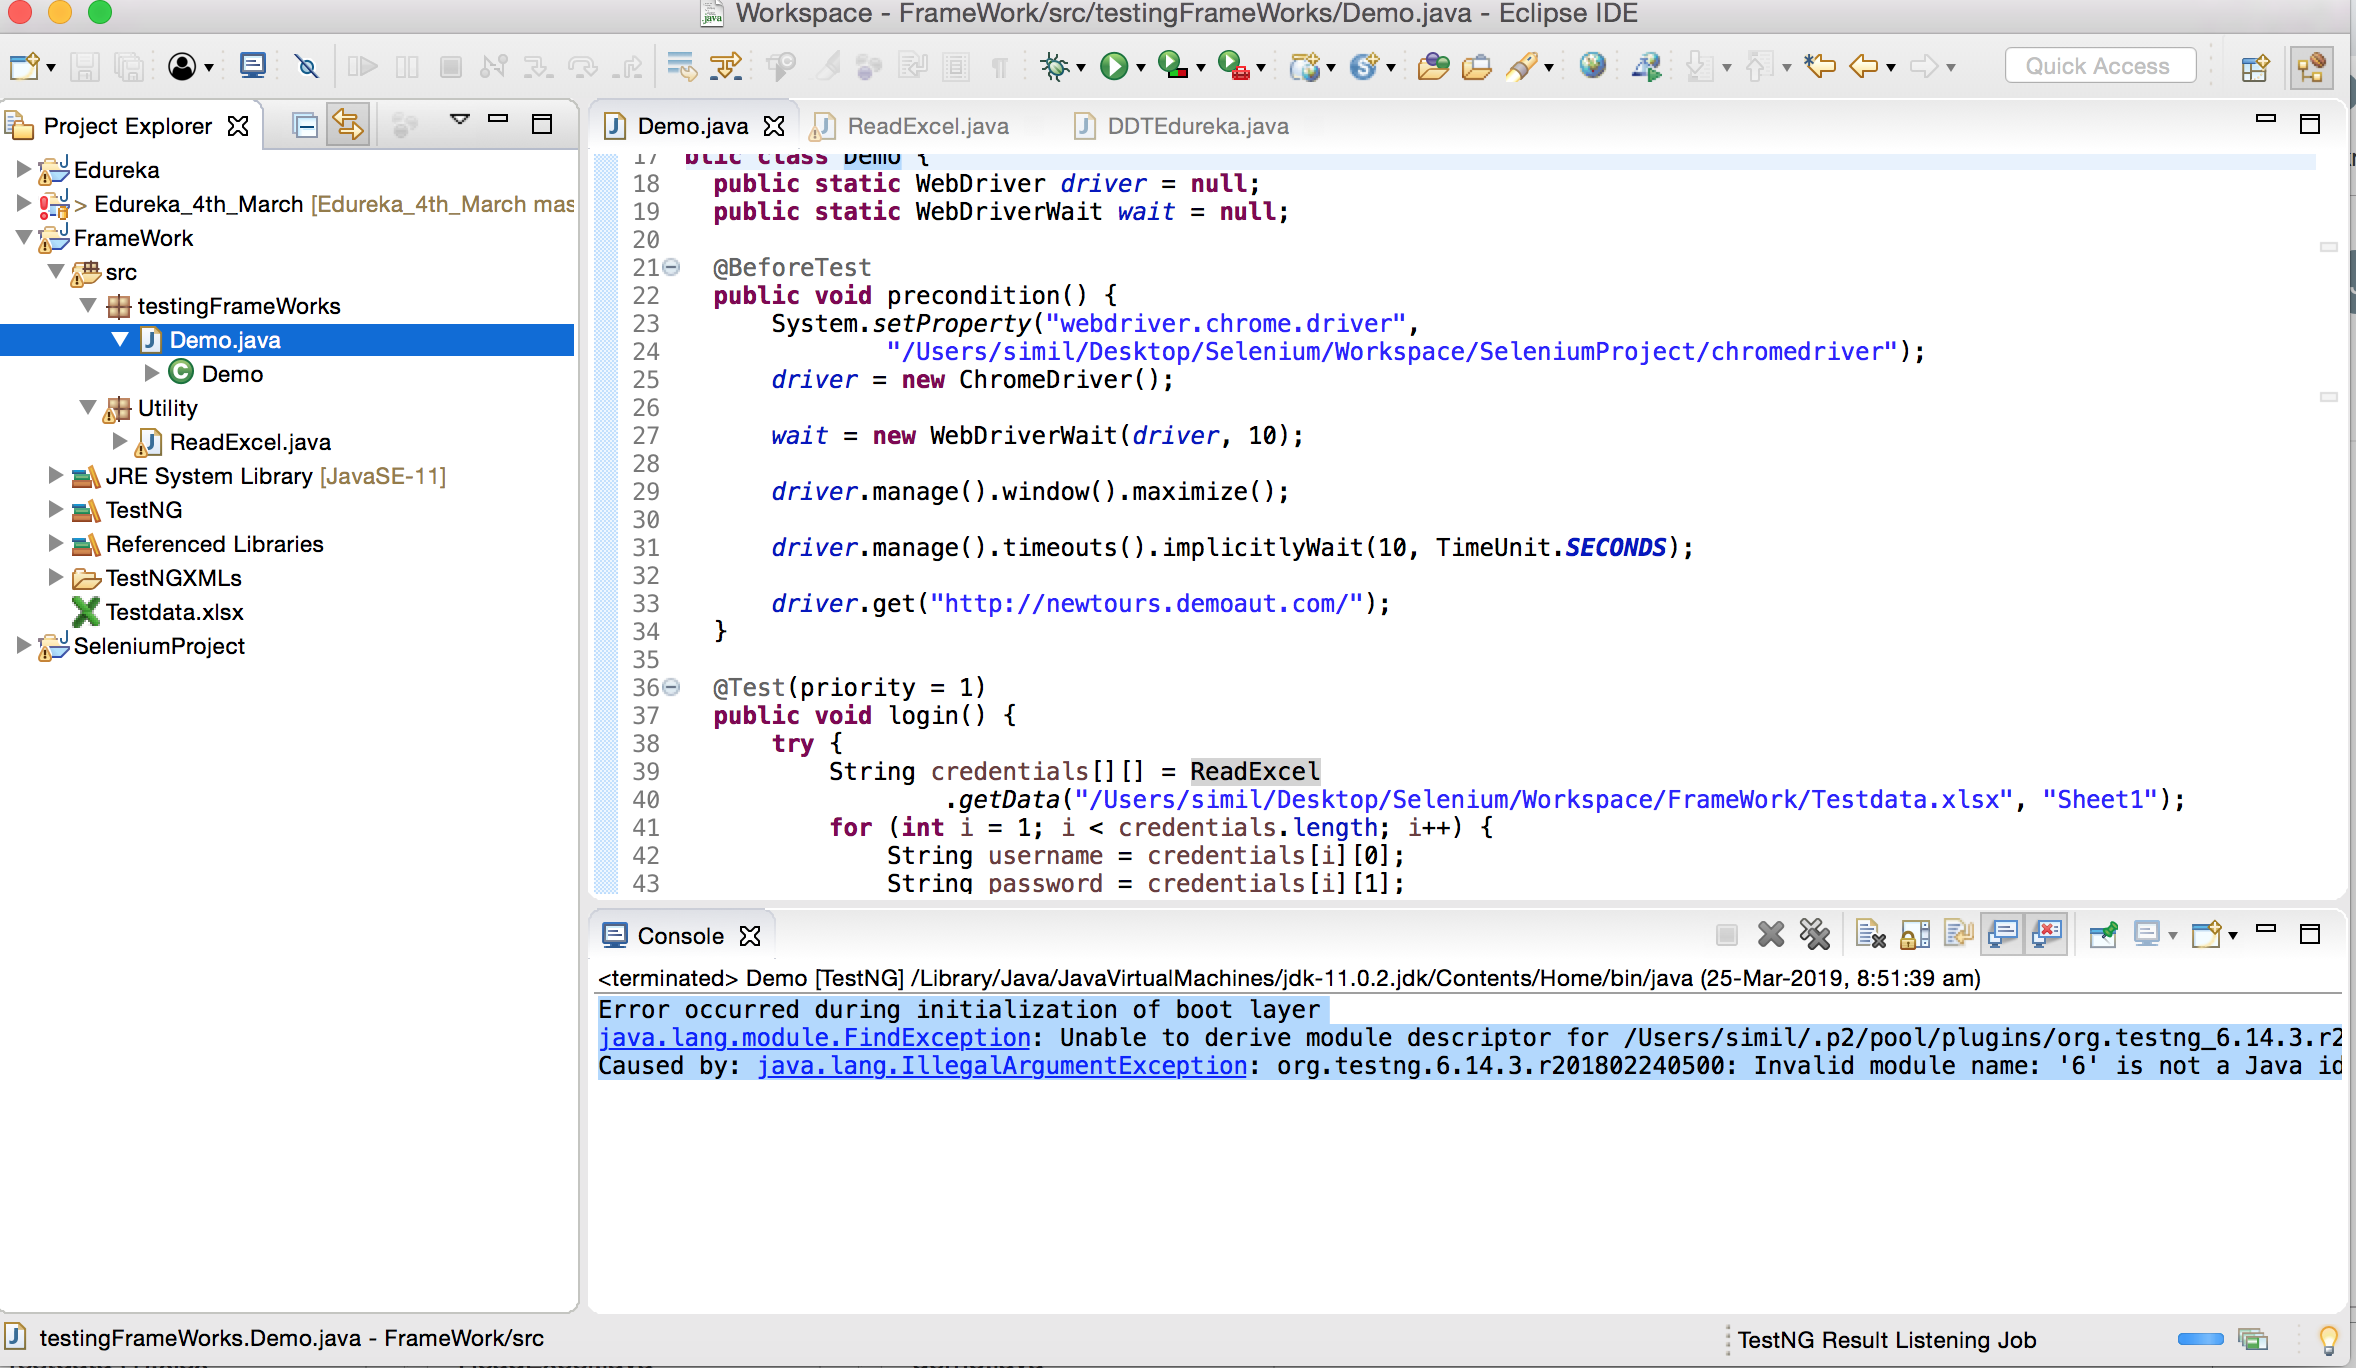 Workspace - FrameWork/src/testingFrameWorks/Demo.java - Eclipse IDE
Quick Access
Project Explorer
Edureka
> Edureka_4th_March [Edureka_4th_March mas
FrameWork
src
testingFrameWorks
Demo.java
Demo
Utility
ReadExcel.java
JRE System Library [JavaSE-11]
TestNG
Referenced Libraries
TestNGXMLs
Testdata.xlsx
SeleniumProject
Demo.java
ReadExcel.java
DDTEdureka.java
17 blic class Demo {
18 public static WebDriver driver = null;
19 public static WebDriverWait wait = null;
20
21 @BeforeTest
22 public void precondition() {
23 System.setProperty("webdriver.chrome.driver",
24 "/Users/simil/Desktop/Selenium/Workspace/SeleniumProject/chromedriver");
25 driver = new ChromeDriver();
26
27 wait = new WebDriverWait(driver, 10);
28
29 driver.manage().window().maximize();
30
31 driver.manage().timeouts().implicitlyWait(10, TimeUnit.SECONDS);
32
33 driver.get("http://newtours.demoaut.com/");
34 }
35
36 @Test(priority = 1)
37 public void login() {
38 try {
39 String credentials[][] = ReadExcel
40 .getData("/Users/simil/Desktop/Selenium/Workspace/FrameWork/Testdata.xlsx", "Sheet1");
41 for (int i = 1; i < credentials.length; i++) {
42 String username = credentials[i][0];
43 String password = credentials[i][1];
Console
<terminated> Demo [TestNG] /Library/Java/JavaVirtualMachines/jdk-11.0.2.jdk/Contents/Home/bin/java (25-Mar-2019, 8:51:39 am)
Error occurred during initialization of boot layer
java.lang.module.FindException: Unable to derive module descriptor for /Users/simil/.p2/pool/plugins/org.testng_6.14.3.r2
Caused by: java.lang.IllegalArgumentException: org.testng.6.14.3.r201802240500: Invalid module name: '6' is not a Java id
testingFrameWorks.Demo.java - FrameWork/src
TestNG Result Listening Job